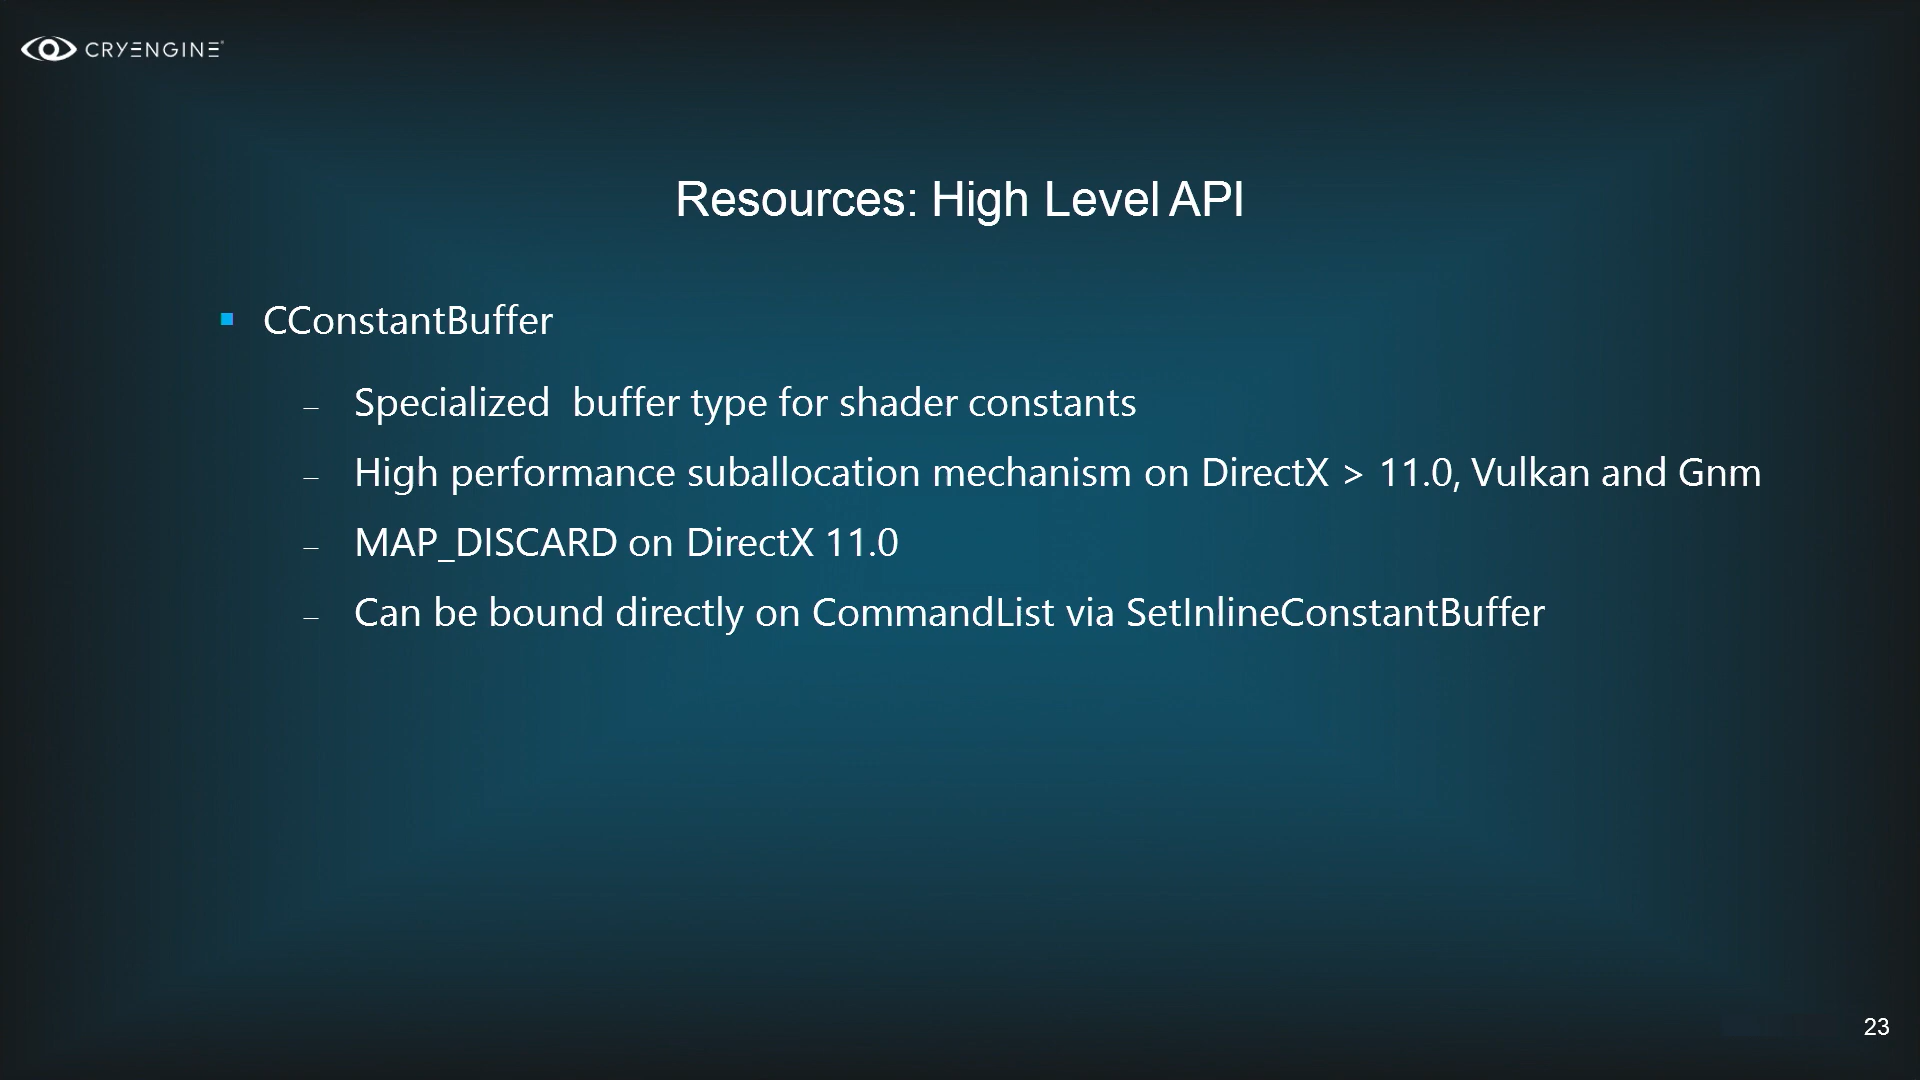 CRYENGINE
Resources: High Level API
▪ CConstantBuffer
– Specialized  buffer type for shader constants
– High performance suballocation mechanism on DirectX > 11.0, Vulkan and Gnm
– MAP_DISCARD on DirectX 11.0
– Can be bound directly on CommandList via SetInlineConstantBuffer
23